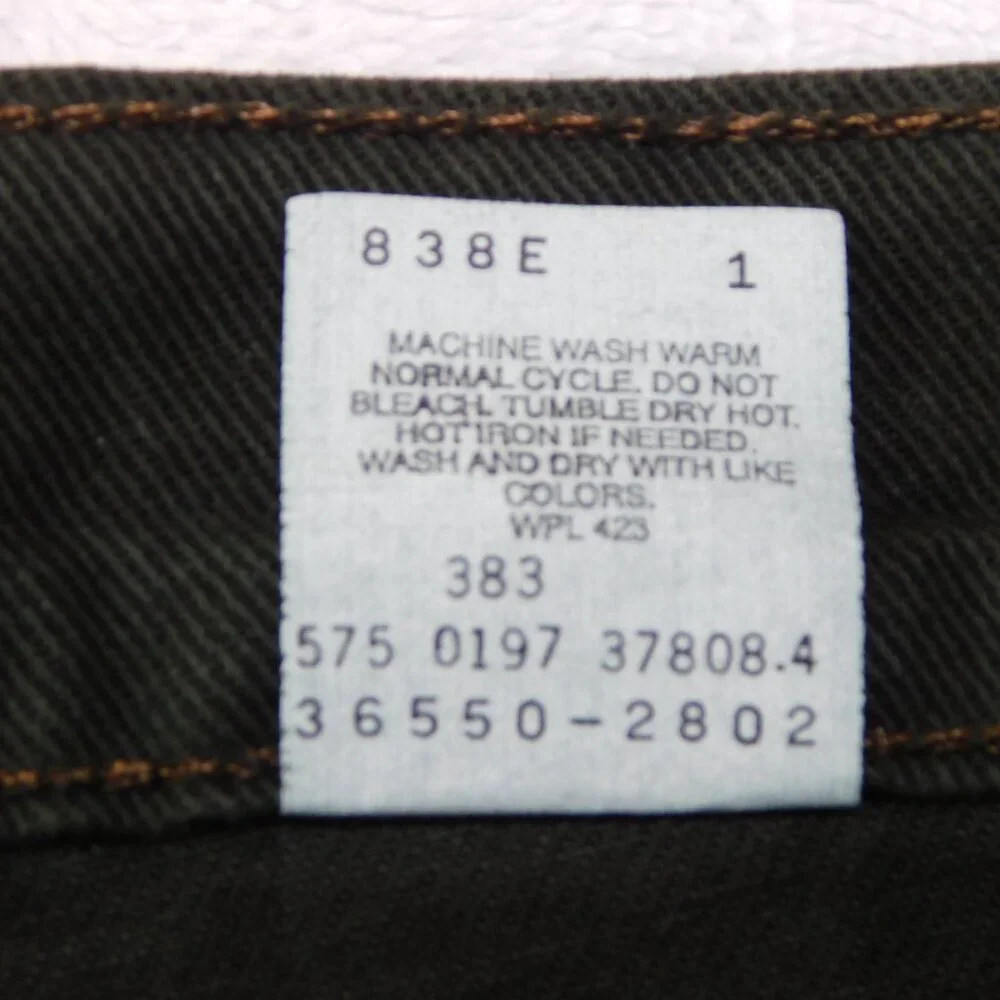 838E 1
MACHINE WASH WARM
NORMAL CYCLE. DO NOT
BLEACH. TUMBLE DRY HOT.
HOT IRON IF NEEDED.
WASH AND DRY WITH LIKE
COLORS.
WPL 423
383
575 0197 37808.4
36550-2802